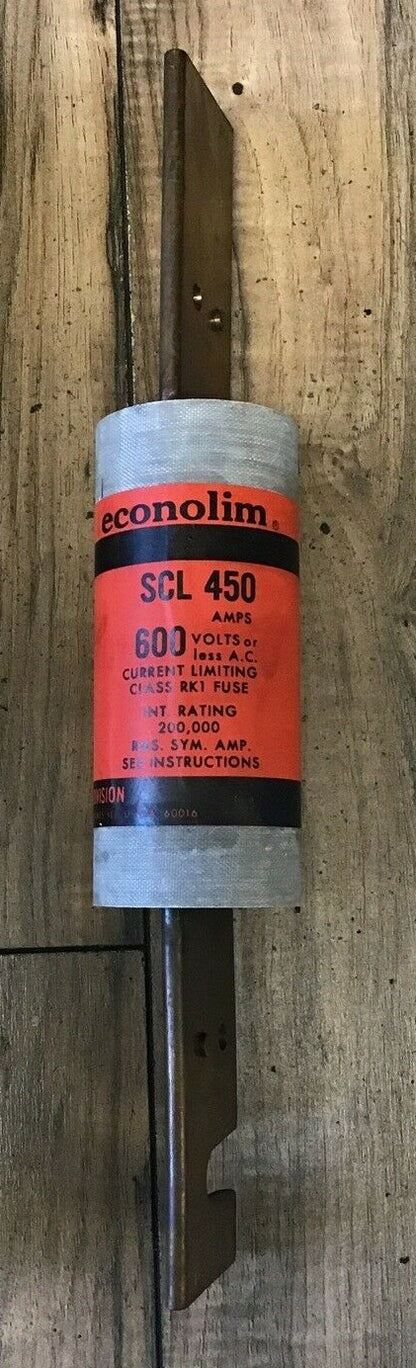 econolim®
SCL 450
AMPS
600 VOLTS or
less A.C.
CURRENT LIMITING
CLASS RK1 FUSE
INT. RATING
200,000
RMS. SYM. AMP.
SEE INSTRUCTIONS
60016